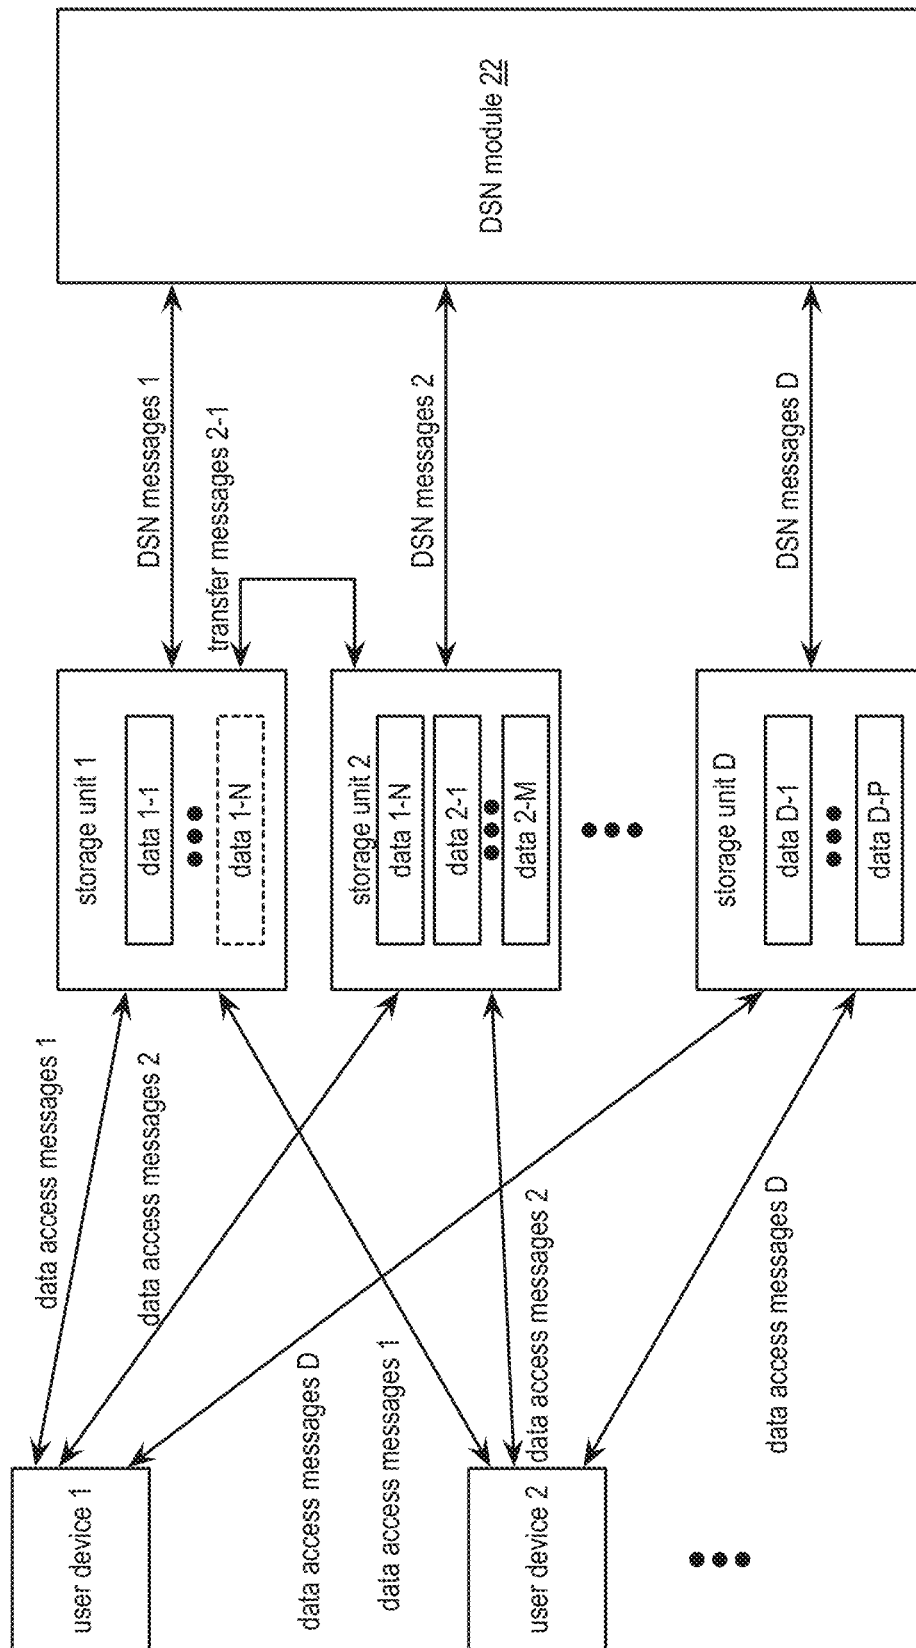 user device 1
data access messages 1
data access messages 2
data access messages D
data access messages 1
user device 2
data access messages 2
data access messages D
storage unit 1
data 1-1
data 1-N
transfer messages 2-1
storage unit 2
data 1-N
data 2-1
data 2-M
storage unit D
data D-1
data D-P
DSN messages 1
DSN messages 2
DSN messages D
DSN module 22